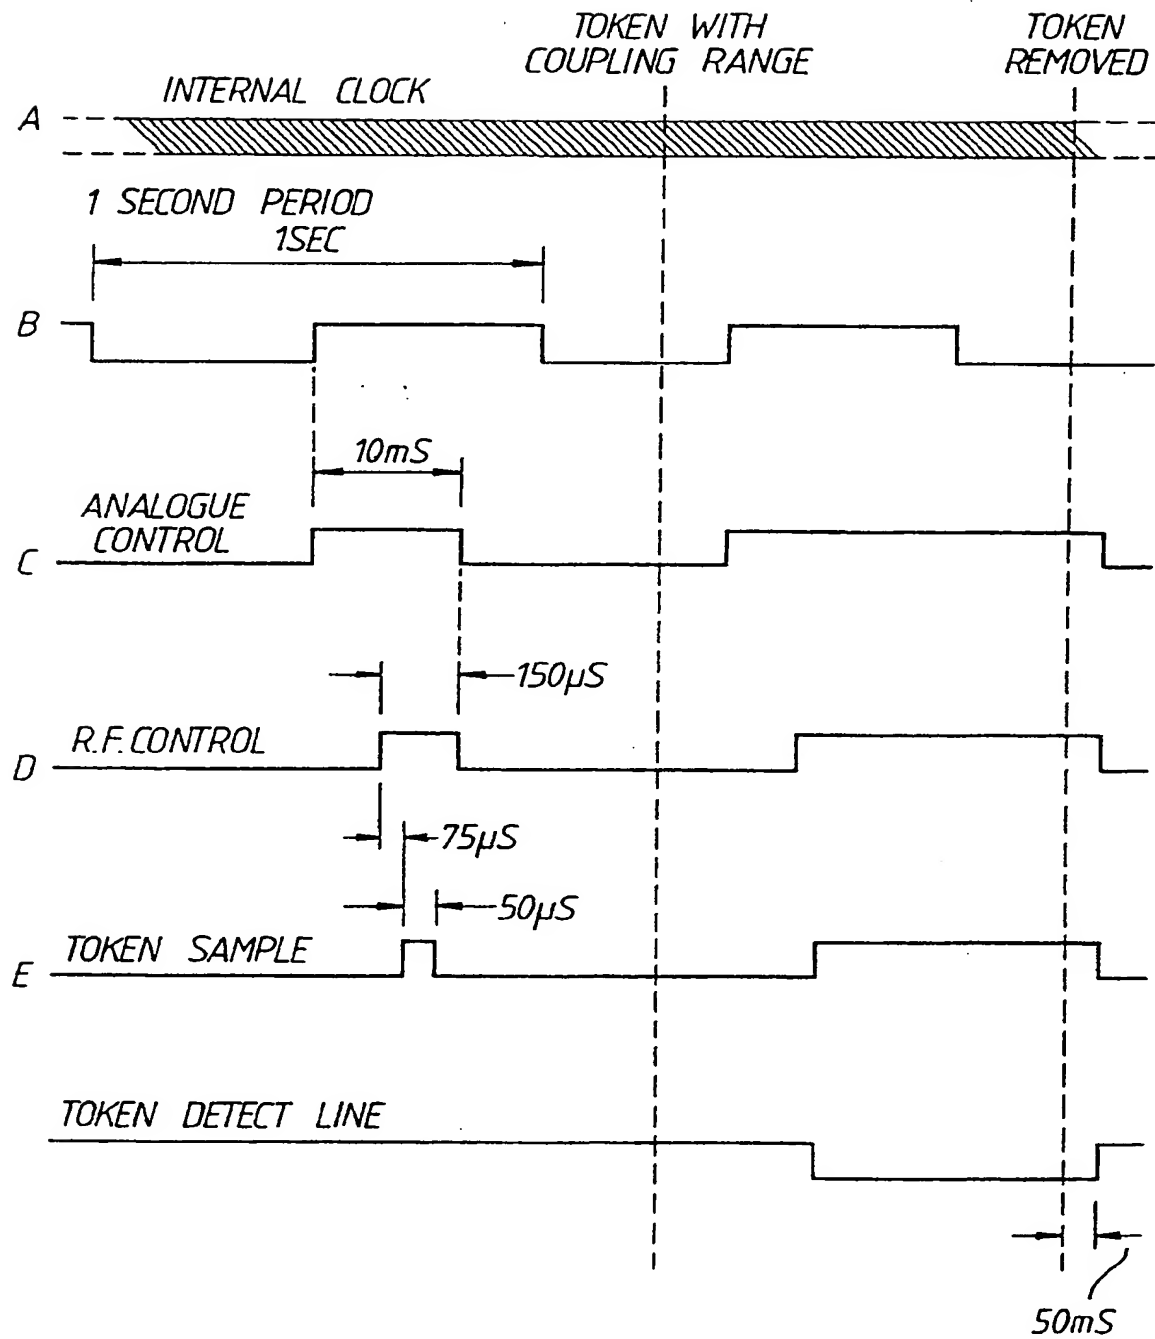 TOKEN WITH
COUPLING RANGE
TOKEN
REMOVED
INTERNAL CLOCK
A
1 SECOND PERIOD
1SEC
B
10mS
ANALOGUE
CONTROL
C
150µS
R.F. CONTROL
D
75µS
50µS
TOKEN SAMPLE
E
TOKEN DETECT LINE
50mS